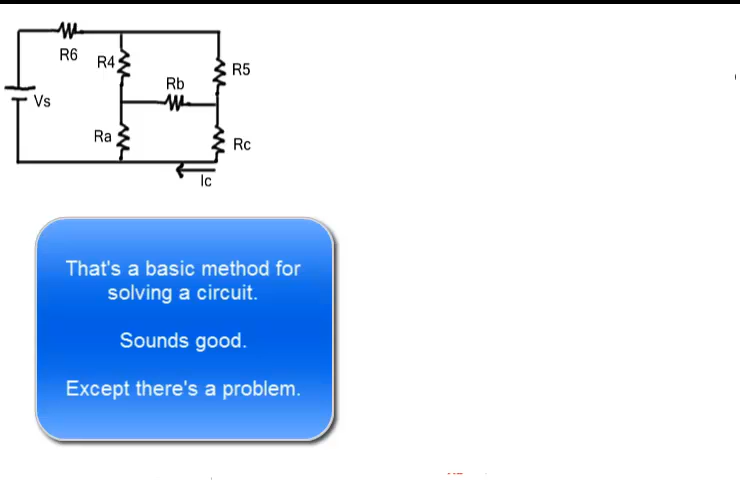 R6
R4
R5
Rb
Vs
Ra
Rc
Ic
That's a basic method for
solving a circuit.
Sounds good.
Except there's a problem.